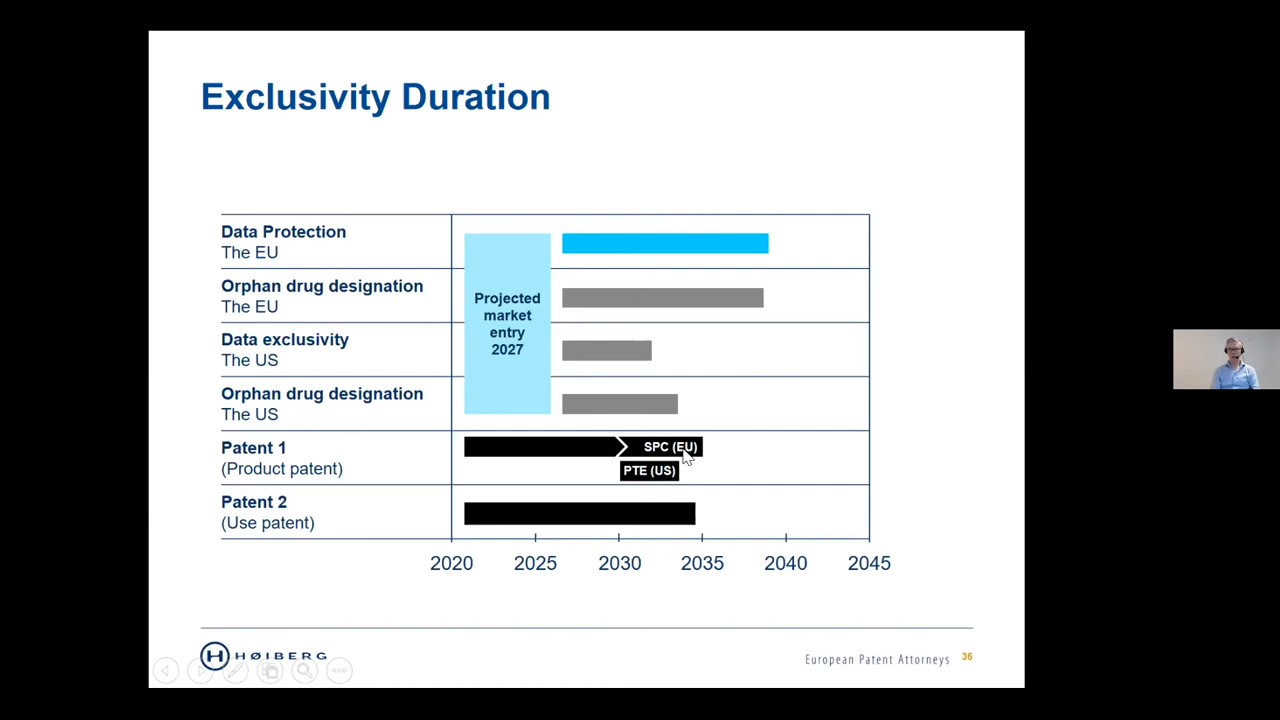 Exclusivity Duration
Data Protection
The EU
Orphan drug designation
The EU
Projected
market
entry
2027
Data exclusivity
The US
Orphan drug designation
The US
Patent 1
(Product patent)
SPC (EU)
PTE (US)
Patent 2
(Use patent)
2020 2025 2030 2035 2040 2045
H HØIBERG
European Patent Attorneys 36